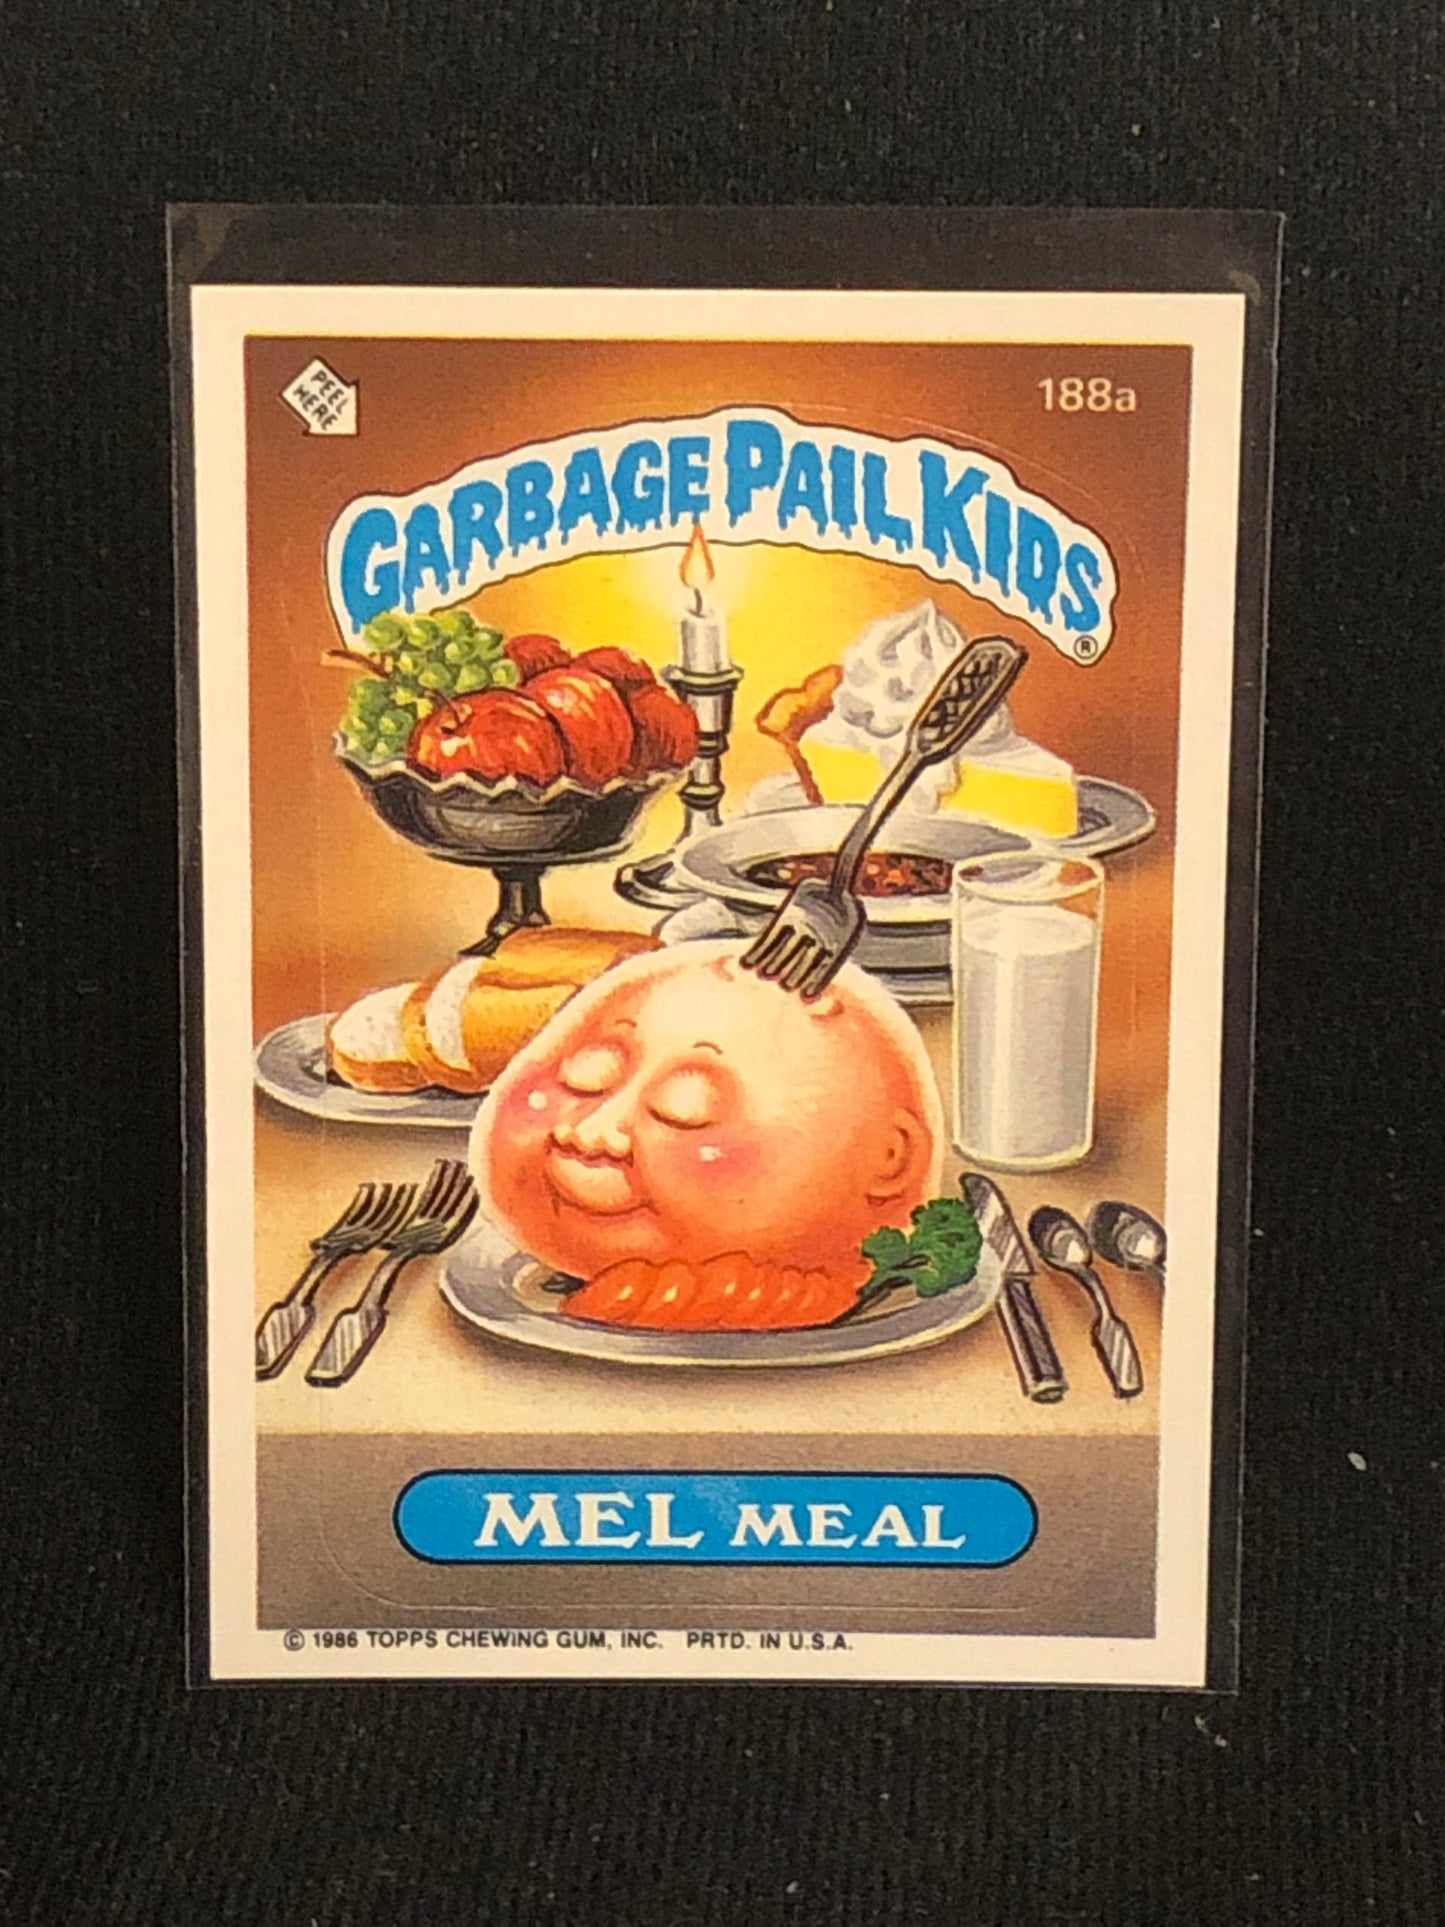 PEEL
HERE
188a
GARBAGE PAIL KIDS ®
MEL MEAL
© 1986 TOPPS CHEWING GUM, INC. PRTD. IN U.S.A.